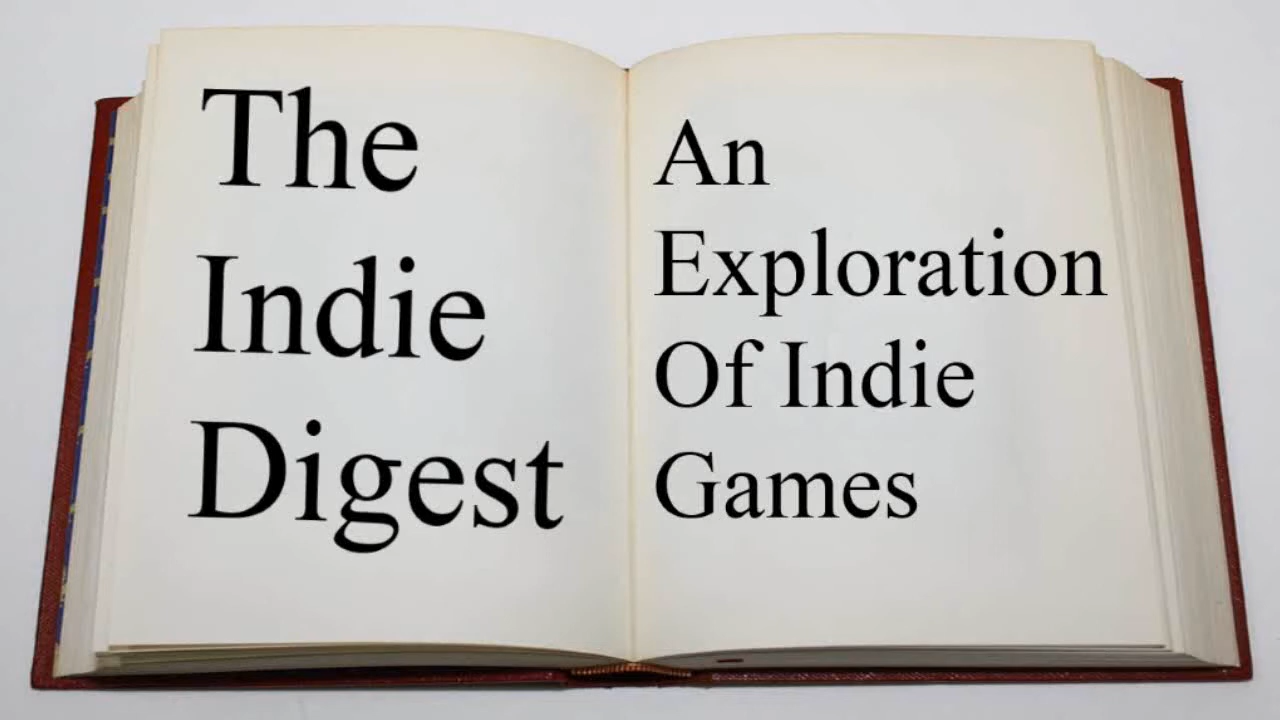 The
Indie
Digest
An
Exploration
Of Indie
Games